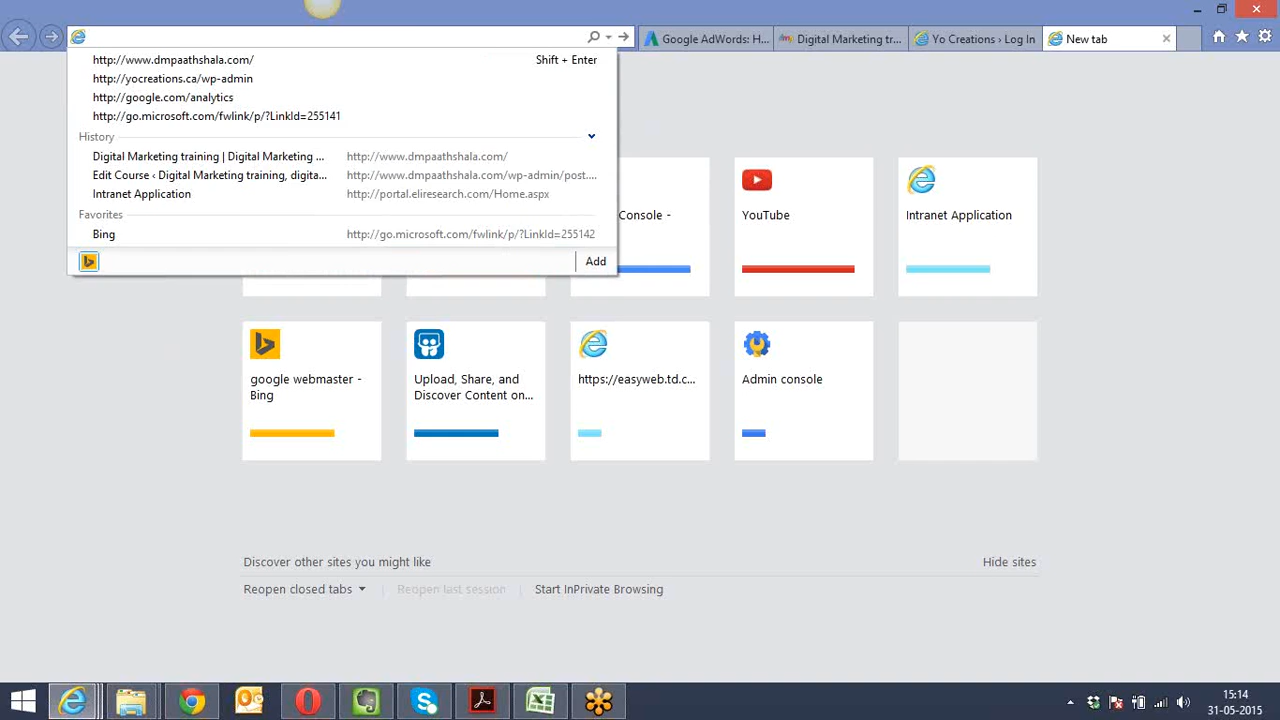 Google AdWords: H...
Digital Marketing tr...
Yo Creations › Log In
New tab
http://www.dmpaathshala.com/ Shift + Enter
http://yocreations.ca/wp-admin
http://google.com/analytics
http://go.microsoft.com/fwlink/p/?LinkId=255141
History
Digital Marketing training | Digital Marketing ... http://www.dmpaathshala.com/
Edit Course ‹ Digital Marketing training, digita... http://www.dmpaathshala.com/wp-admin/post....
Intranet Application http://portal.eliresearch.com/Home.aspx
Favorites
Bing http://go.microsoft.com/fwlink/p/?LinkId=255142
Add
Console -
YouTube
Intranet Application
google webmaster -
Bing
Upload, Share, and
Discover Content on...
https://easyweb.td.c...
Admin console
Discover other sites you might like
Hide sites
Reopen closed tabs
Reopen last session
Start InPrivate Browsing
15:14
31-05-2015